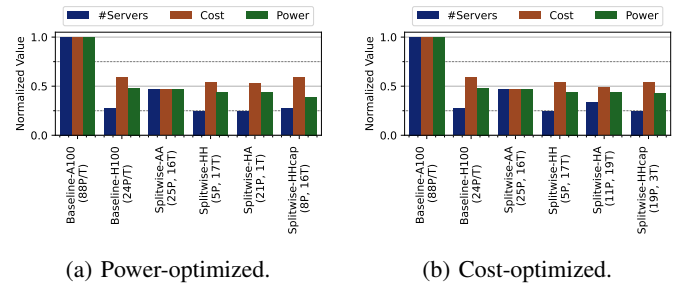 #Servers Cost Power
Normalized Value
1.0
0.5
0.0
Baseline-A100
(88P/T)
Baseline-H100
(24P/T)
Splitwise-AA
(25P, 16T)
Splitwise-HH
(5P, 17T)
Splitwise-HA
(21P, 1T)
Splitwise-HHcap
(8P, 16T)
(a) Power-optimized.
#Servers Cost Power
Normalized Value
1.0
0.5
0.0
Baseline-A100
(88P/T)
Baseline-H100
(24P/T)
Splitwise-AA
(25P, 16T)
Splitwise-HH
(5P, 17T)
Splitwise-HA
(11P, 19T)
Splitwise-HHcap
(19P, 3T)
(b) Cost-optimized.